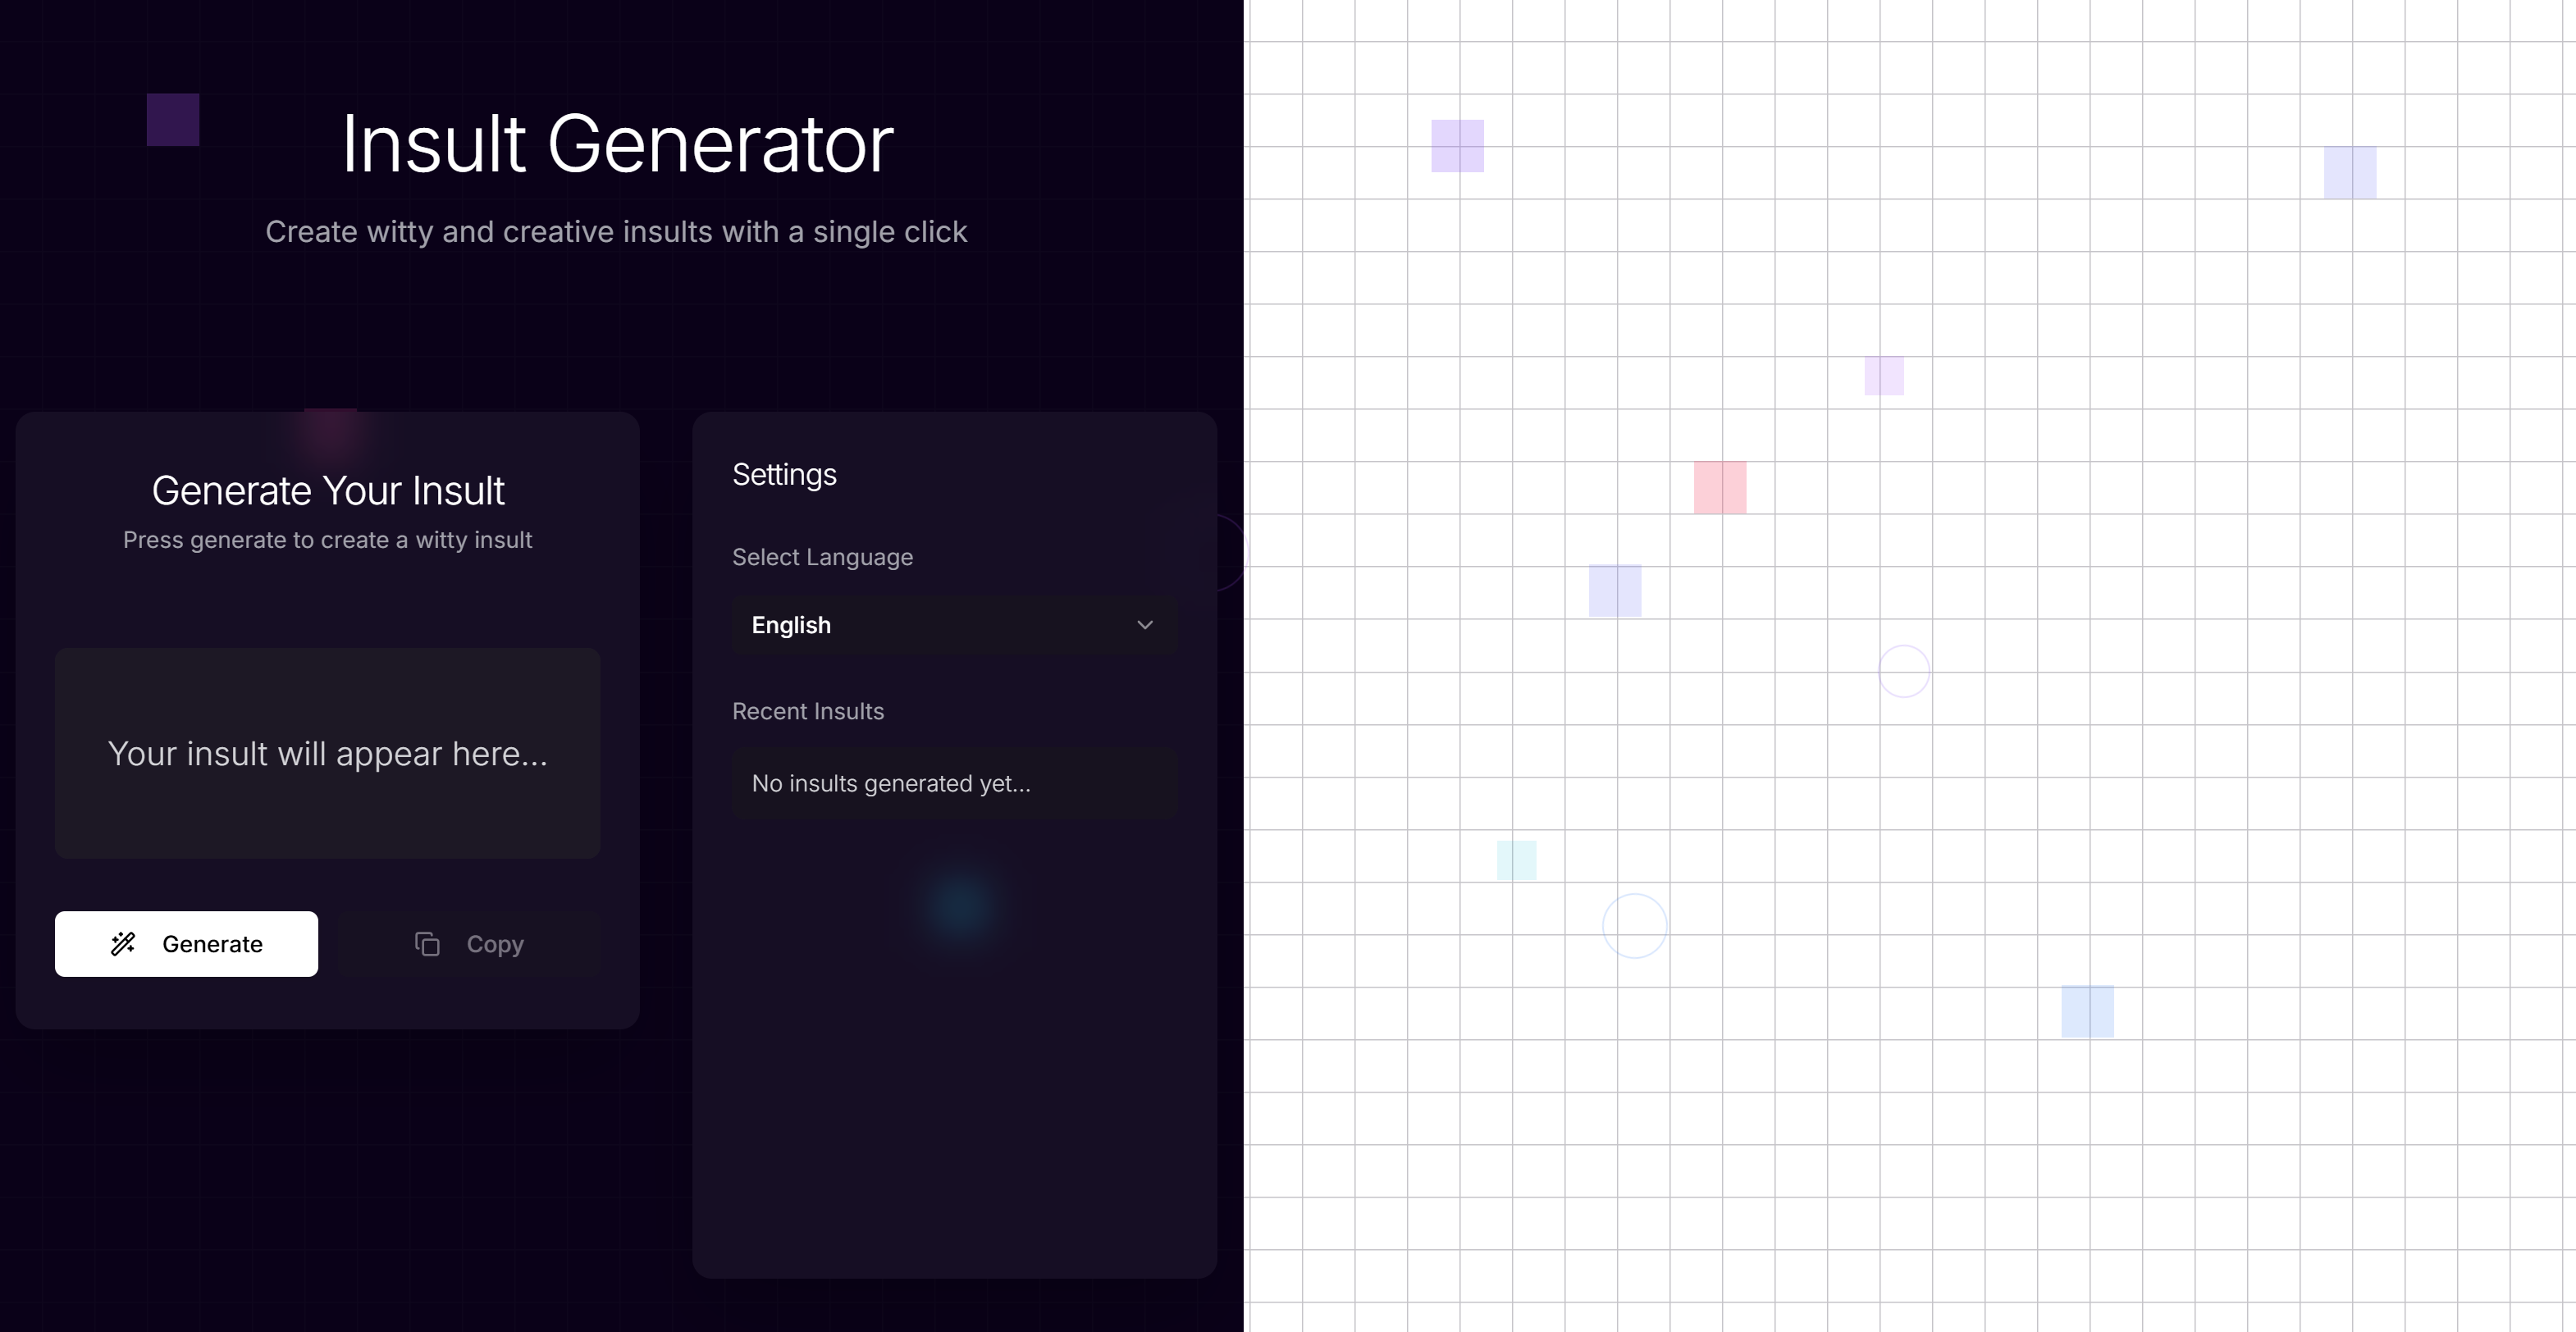 Insult Generator
Create witty and creative insults with a single click
Generate Your Insult
Press generate to create a witty insult
Your insult will appear here...
Generate
Copy
Settings
Select Language
English
Recent Insults
No insults generated yet...